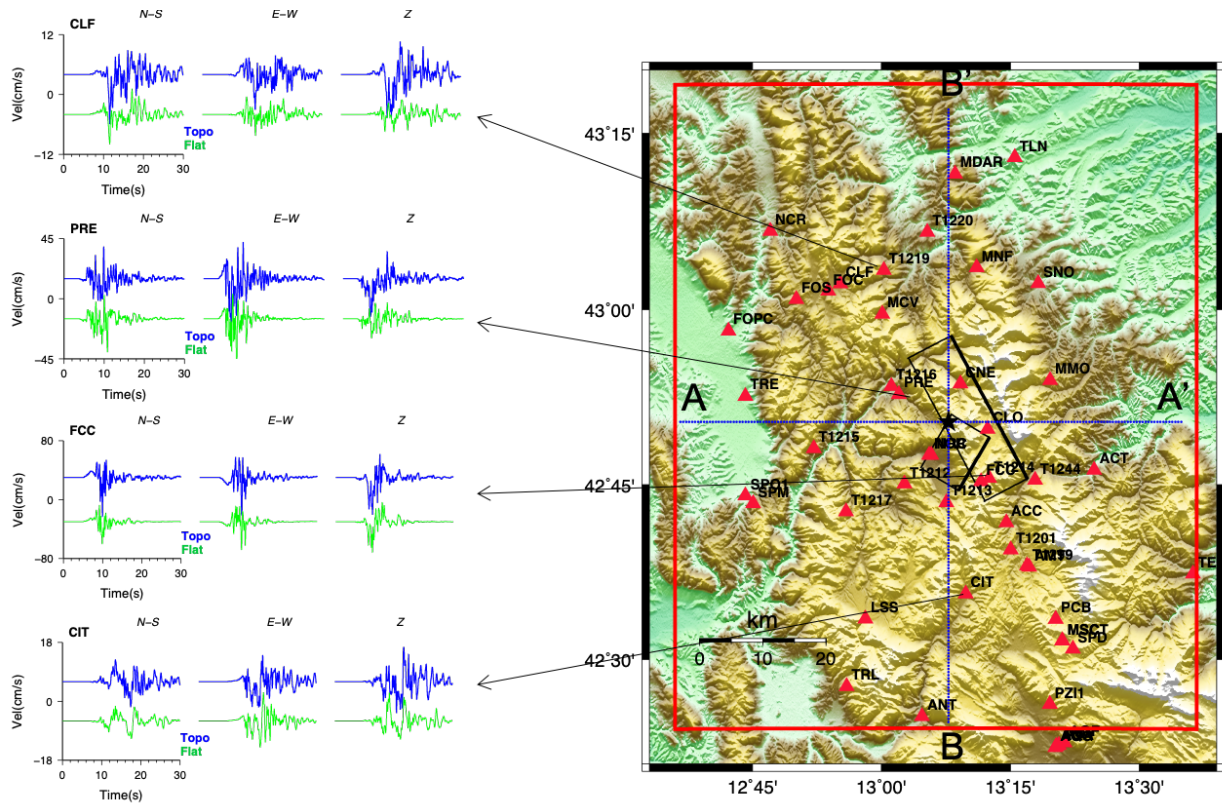 CLF
N-S E-W Z
12
0
-12
Vel(cm/s)
Topo
Flat
0 10 20 30
Time(s)
PRE
N-S E-W Z
45
0
-45
Vel(cm/s)
Topo
Flat
0 10 20 30
Time(s)
FCC
N-S E-W Z
80
0
-80
Vel(cm/s)
Topo
Flat
0 10 20 30
Time(s)
CIT
N-S E-W Z
18
0
-18
Vel(cm/s)
Topo
Flat
0 10 20 30
Time(s)
B'
43°15'
TLN
MDAR
NCR
T1220
T1219
MNF
CLF
FOC
SNO
FOS
43°00'
MCV
FOPC
T1216
CNE
MMO
PRE
TRE
A
A'
CLO
T1215
ACT
T1214
FCC
T1244
42°45'
T1212
SPO1
SPM
T1213
T1217
ACC
T1201
TE
CIT
LSS
PCB
km
0 10 20
MSCT
SPD
42°30'
TRL
PZI1
ANT
B
12°45' 13°00' 13°15' 13°30'